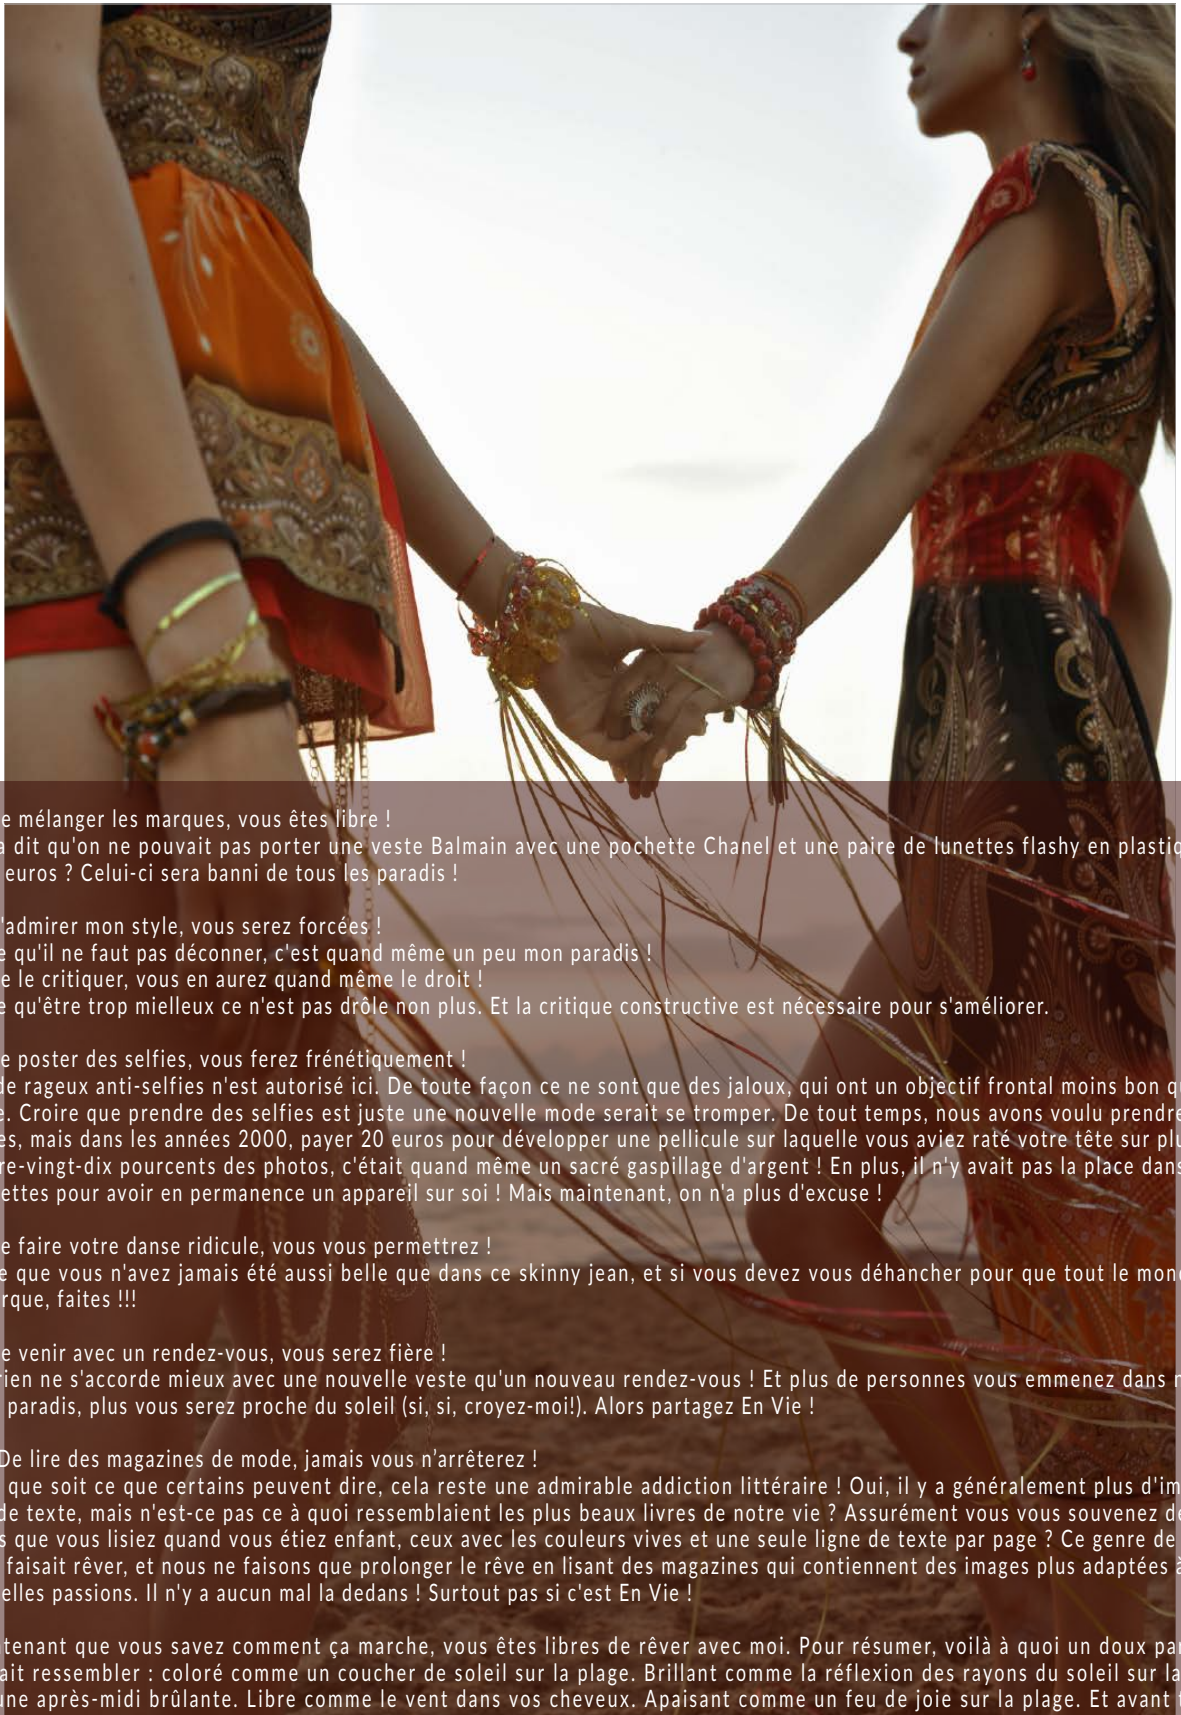 e mélanger les marques, vous êtes libre !
a dit qu'on ne pouvait pas porter une veste Balmain avec une pochette Chanel et une paire de lunettes flashy en plastiq
euros ? Celui-ci sera banni de tous les paradis !
'admirer mon style, vous serez forcées !
e qu'il ne faut pas déconner, c'est quand même un peu mon paradis !
e le critiquer, vous en aurez quand même le droit !
e qu'être trop mielleux ce n'est pas drôle non plus. Et la critique constructive est nécessaire pour s'améliorer.
e poster des selfies, vous ferez frénétiquement !
de rageux anti-selfies n'est autorisé ici. De toute façon ce ne sont que des jaloux, qui ont un objectif frontal moins bon qu
e. Croire que prendre des selfies est juste une nouvelle mode serait se tromper. De tout temps, nous avons voulu prendre
es, mais dans les années 2000, payer 20 euros pour développer une pellicule sur laquelle vous aviez raté votre tête sur plu
re-vingt-dix pourcents des photos, c'était quand même un sacré gaspillage d'argent ! En plus, il n'y avait pas la place dans
ettes pour avoir en permanence un appareil sur soi ! Mais maintenant, on n'a plus d'excuse !
e faire votre danse ridicule, vous vous permettrez !
e que vous n'avez jamais été aussi belle que dans ce skinny jean, et si vous devez vous déhancher pour que tout le mond
rque, faites !!!
e venir avec un rendez-vous, vous serez fière !
rien ne s'accorde mieux avec une nouvelle veste qu'un nouveau rendez-vous ! Et plus de personnes vous emmenez dans n
paradis, plus vous serez proche du soleil (si, si, croyez-moi!). Alors partagez En Vie !
De lire des magazines de mode, jamais vous n'arrêterez !
que soit ce que certains peuvent dire, cela reste une admirable addiction littéraire ! Oui, il y a généralement plus d'im
de texte, mais n'est-ce pas ce à quoi ressemblaient les plus beaux livres de notre vie ? Assurément vous vous souvenez de
s que vous lisiez quand vous étiez enfant, ceux avec les couleurs vives et une seule ligne de texte par page ? Ce genre de
faisait rêver, et nous ne faisons que prolonger le rêve en lisant des magazines qui contiennent des images plus adaptées à
elles passions. Il n'y a aucun mal la dedans ! Surtout pas si c'est En Vie !
tenant que vous savez comment ça marche, vous êtes libres de rêver avec moi. Pour résumer, voilà à quoi un doux par
ait ressembler : coloré comme un coucher de soleil sur la plage. Brillant comme la réflexion des rayons du soleil sur la
une après-midi brûlante. Libre comme le vent dans vos cheveux. Apaisant comme un feu de joie sur la plage. Et avant t